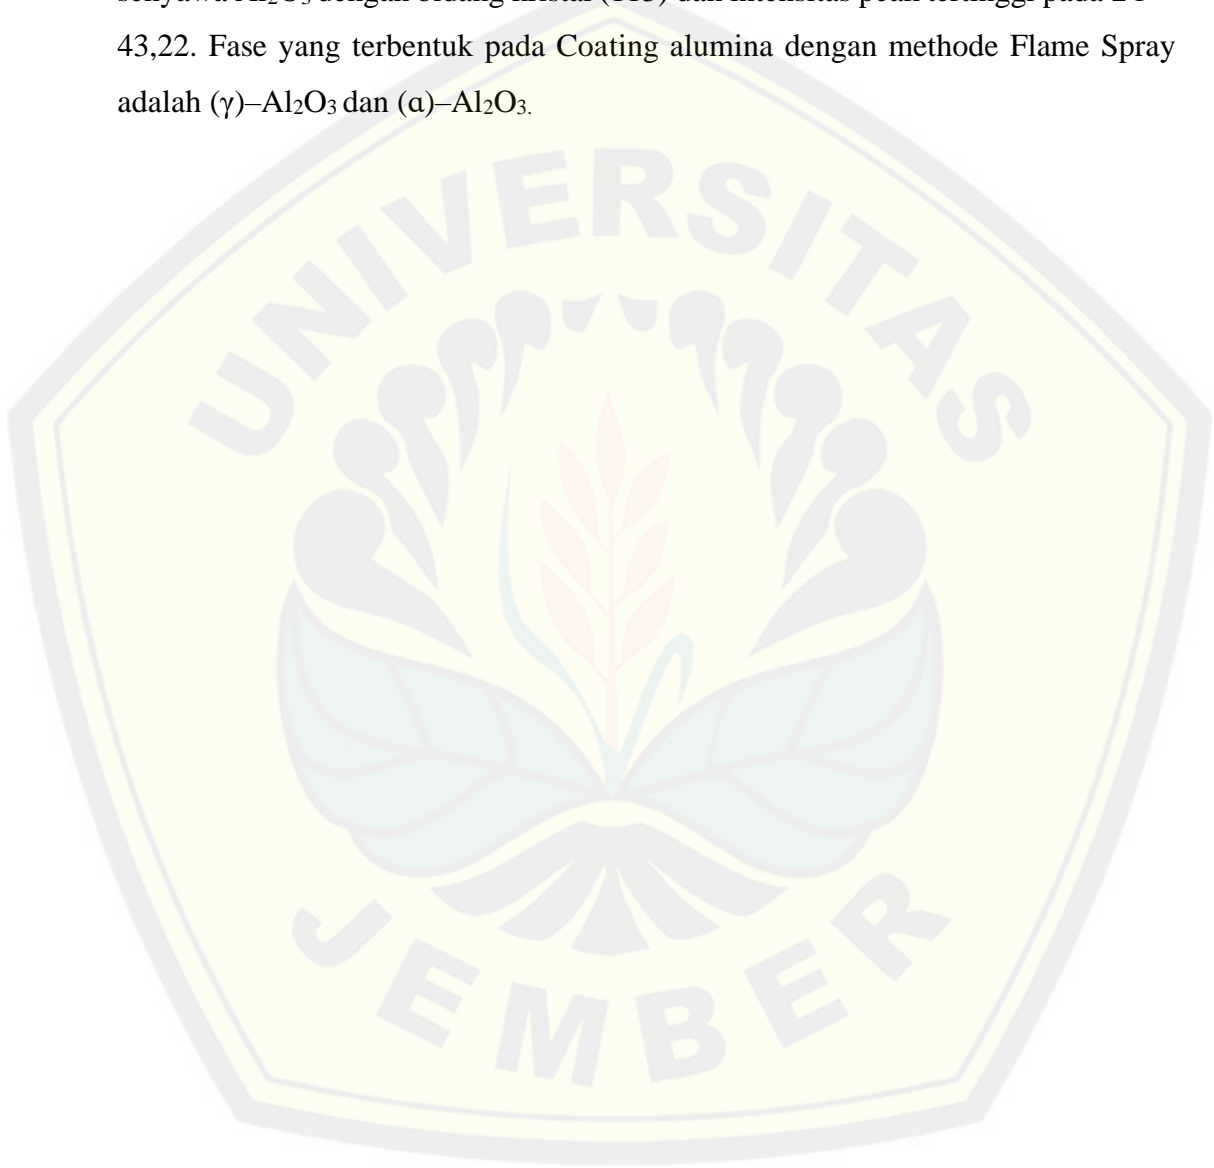 43,22. Fase yang terbentuk pada Coating alumina dengan methode Flame Spray
adalah (γ)–Al₂O₃ dan (α)–Al₂O₃.
UNIVERSITAS
JEMBER